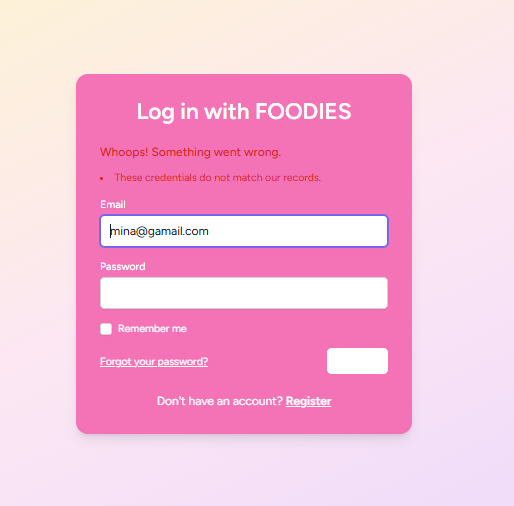 Log in with FOODIES
Whoops! Something went wrong.
These credentials do not match our records.
Email
mina@gamail.com
Password
Remember me
Forgot your password?
Don't have an account? Register